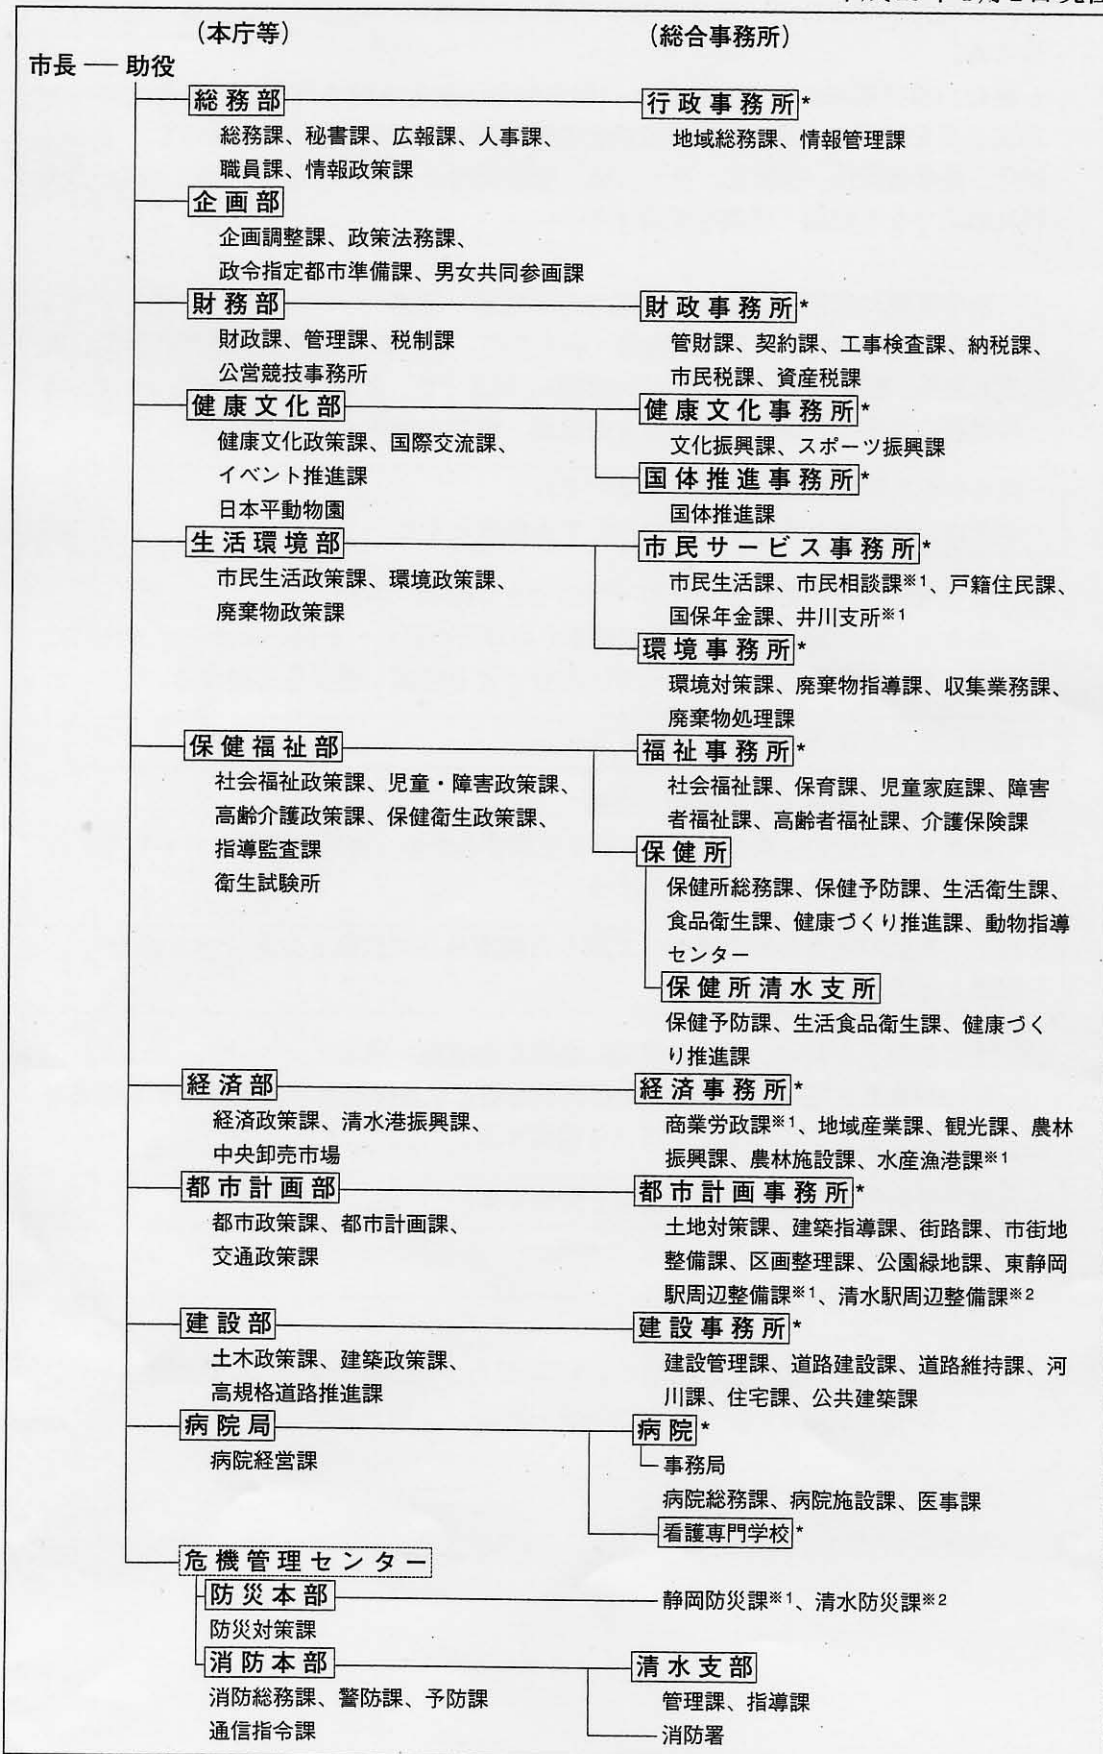 (本庁等)
(総合事務所)
市長 ── 助役
総務部
行政事務所*
総務課、秘書課、広報課、人事課、
地域総務課、情報管理課
職員課、情報政策課
企画部
企画調整課、政策法務課、
政令指定都市準備課、男女共同参画課
財務部
財政事務所*
財政課、管理課、税制課
管財課、契約課、工事検査課、納税課、
公営競技事務所
市民税課、資産税課
健康文化部
健康文化事務所*
健康文化政策課、国際交流課、
文化振興課、スポーツ振興課
イベント推進課
国体推進事務所*
日本平動物園
国体推進課
生活環境部
市民サービス事務所*
市民生活政策課、環境政策課、
市民生活課、市民相談課※1、戸籍住民課、
廃棄物政策課
国保年金課、井川支所※1
環境事務所*
環境対策課、廃棄物指導課、収集業務課、
廃棄物処理課
保健福祉部
福祉事務所*
社会福祉政策課、児童・障害政策課、
社会福祉課、保育課、児童家庭課、障害
高齢介護政策課、保健衛生政策課、
者福祉課、高齢者福祉課、介護保険課
指導監査課
保健所
衛生試験所
保健所総務課、保健予防課、生活衛生課、
食品衛生課、健康づくり推進課、動物指導
センター
保健所清水支所
保健予防課、生活食品衛生課、健康づく
り推進課
経済部
経済事務所*
経済政策課、清水港振興課、
商業労政課※1、地域産業課、観光課、農林
中央卸売市場
振興課、農林施設課、水産漁港課※1
都市計画部
都市計画事務所*
都市政策課、都市計画課、
土地対策課、建築指導課、街路課、市街地
交通政策課
整備課、区画整理課、公園緑地課、東静岡
駅周辺整備課※1、清水駅周辺整備課※2
建設部
建設事務所*
土木政策課、建築政策課、
建設管理課、道路建設課、道路維持課、河
高規格道路推進課
川課、住宅課、公共建築課
病院局
病院*
病院経営課
事務局
病院総務課、病院施設課、医事課
看護専門学校*
危機管理センター
防災本部
静岡防災課※1、清水防災課※2
防災対策課
消防本部
清水支部
消防総務課、警防課、予防課
管理課、指導課
通信指令課
消防署